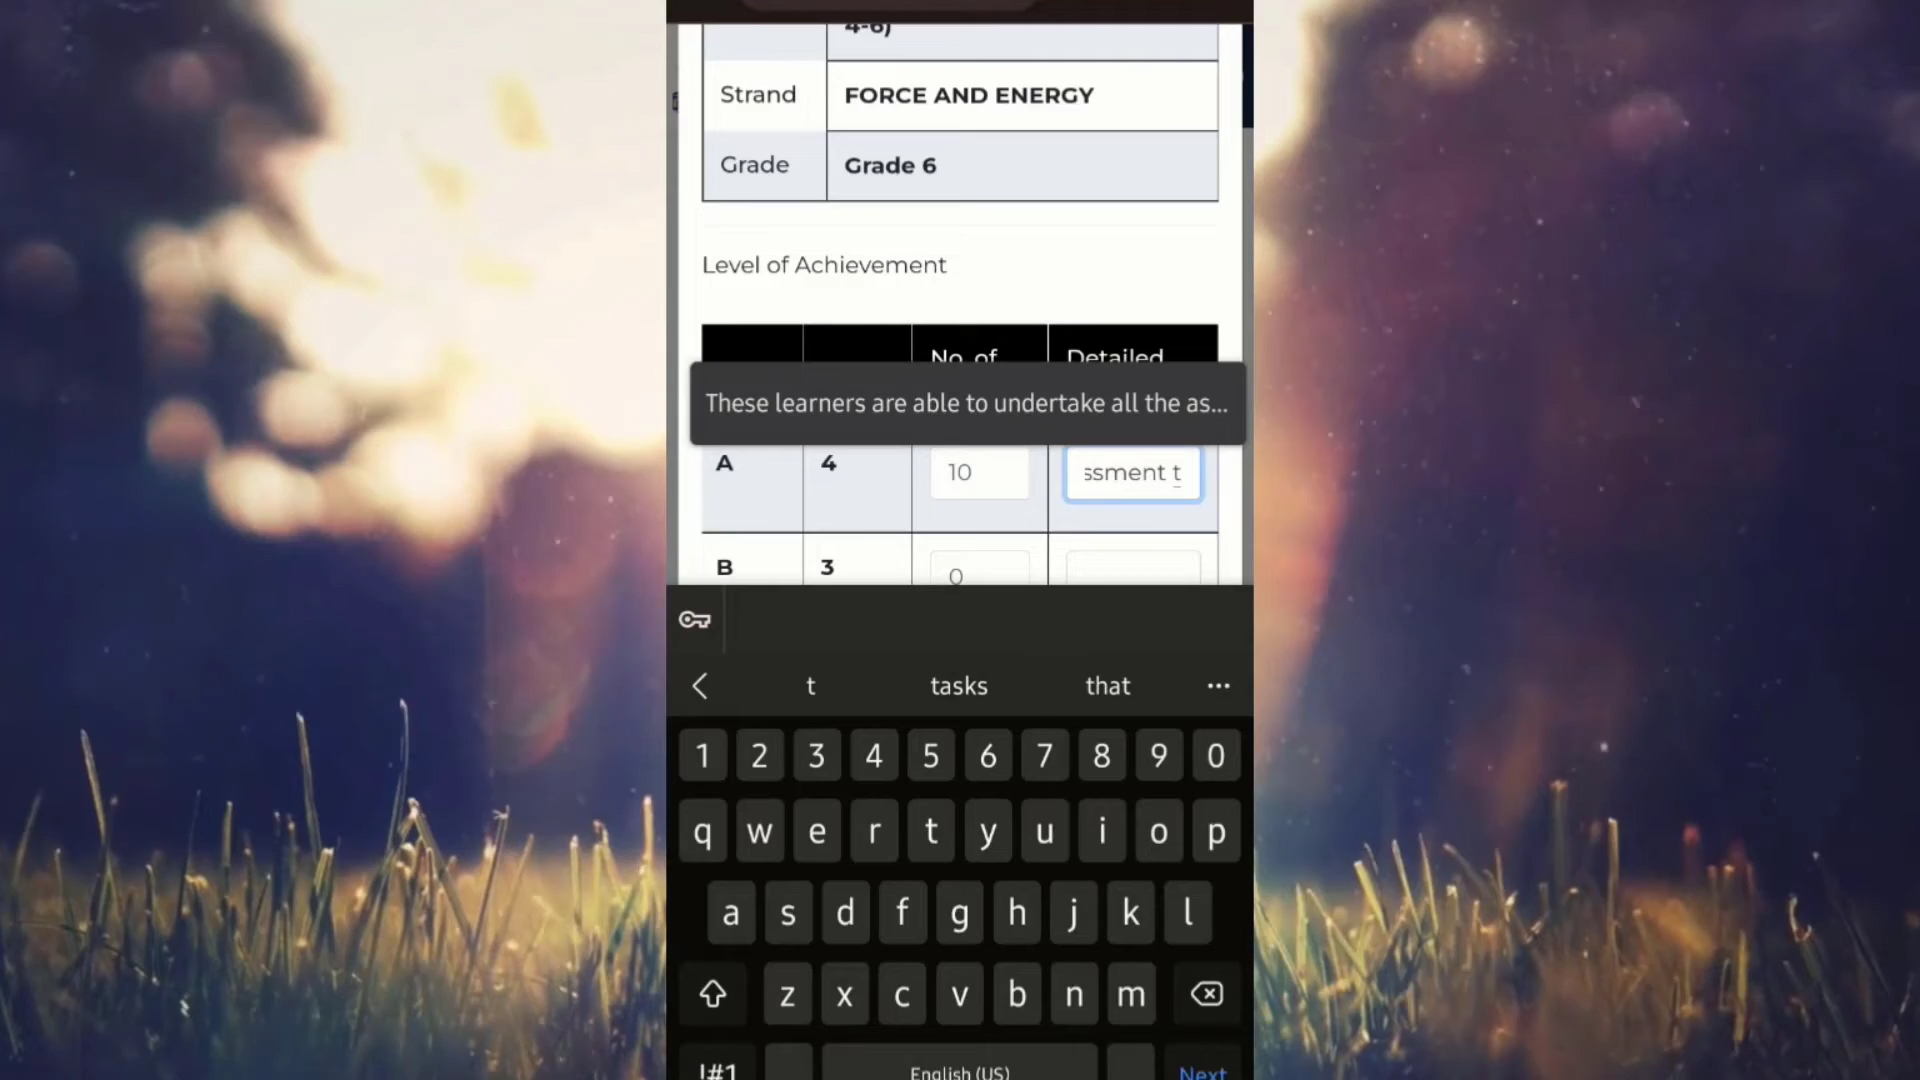 4-6)
Strand FORCE AND ENERGY
Grade Grade 6
Level of Achievement
No. of Detailed
These learners are able to undertake all the as...
A 4 10 ssment t
B 3 0
t tasks that ...
1 2 3 4 5 6 7 8 9 0
q w e r t y u i o p
a s d f g h j k l
z x c v b n m
!#1 English (US) Next